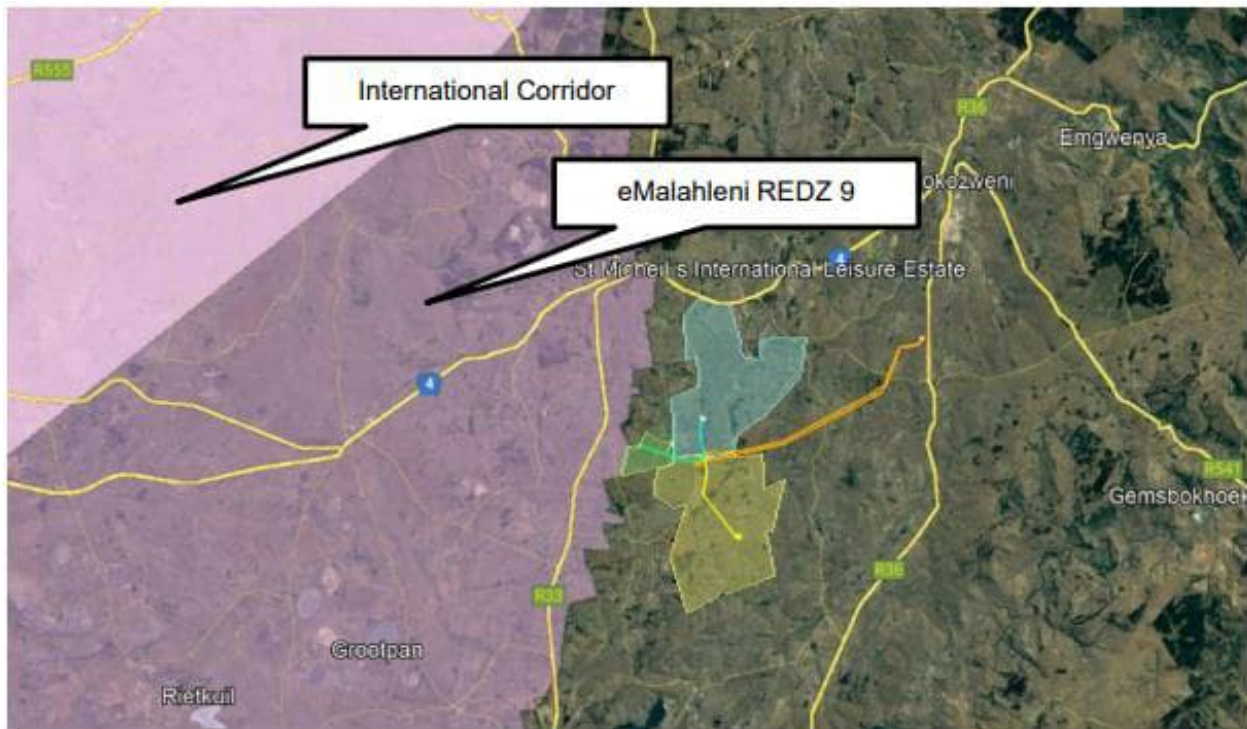 R555
International Corridor
R36
Emgwenya
eMalahleni REDZ 9
okozweni
4
St Micheil s International Leisure Estate
4
R541
Gemsbokhoek
R36
R33
Grootpan
Rietkuil